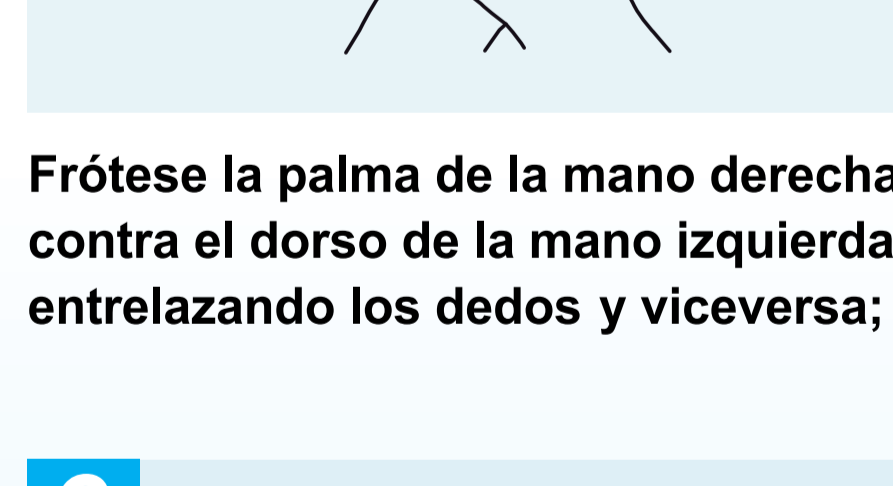 Frótese la palma de la mano derecha
contra el dorso de la mano izquierda
entrelazando los dedos y viceversa;